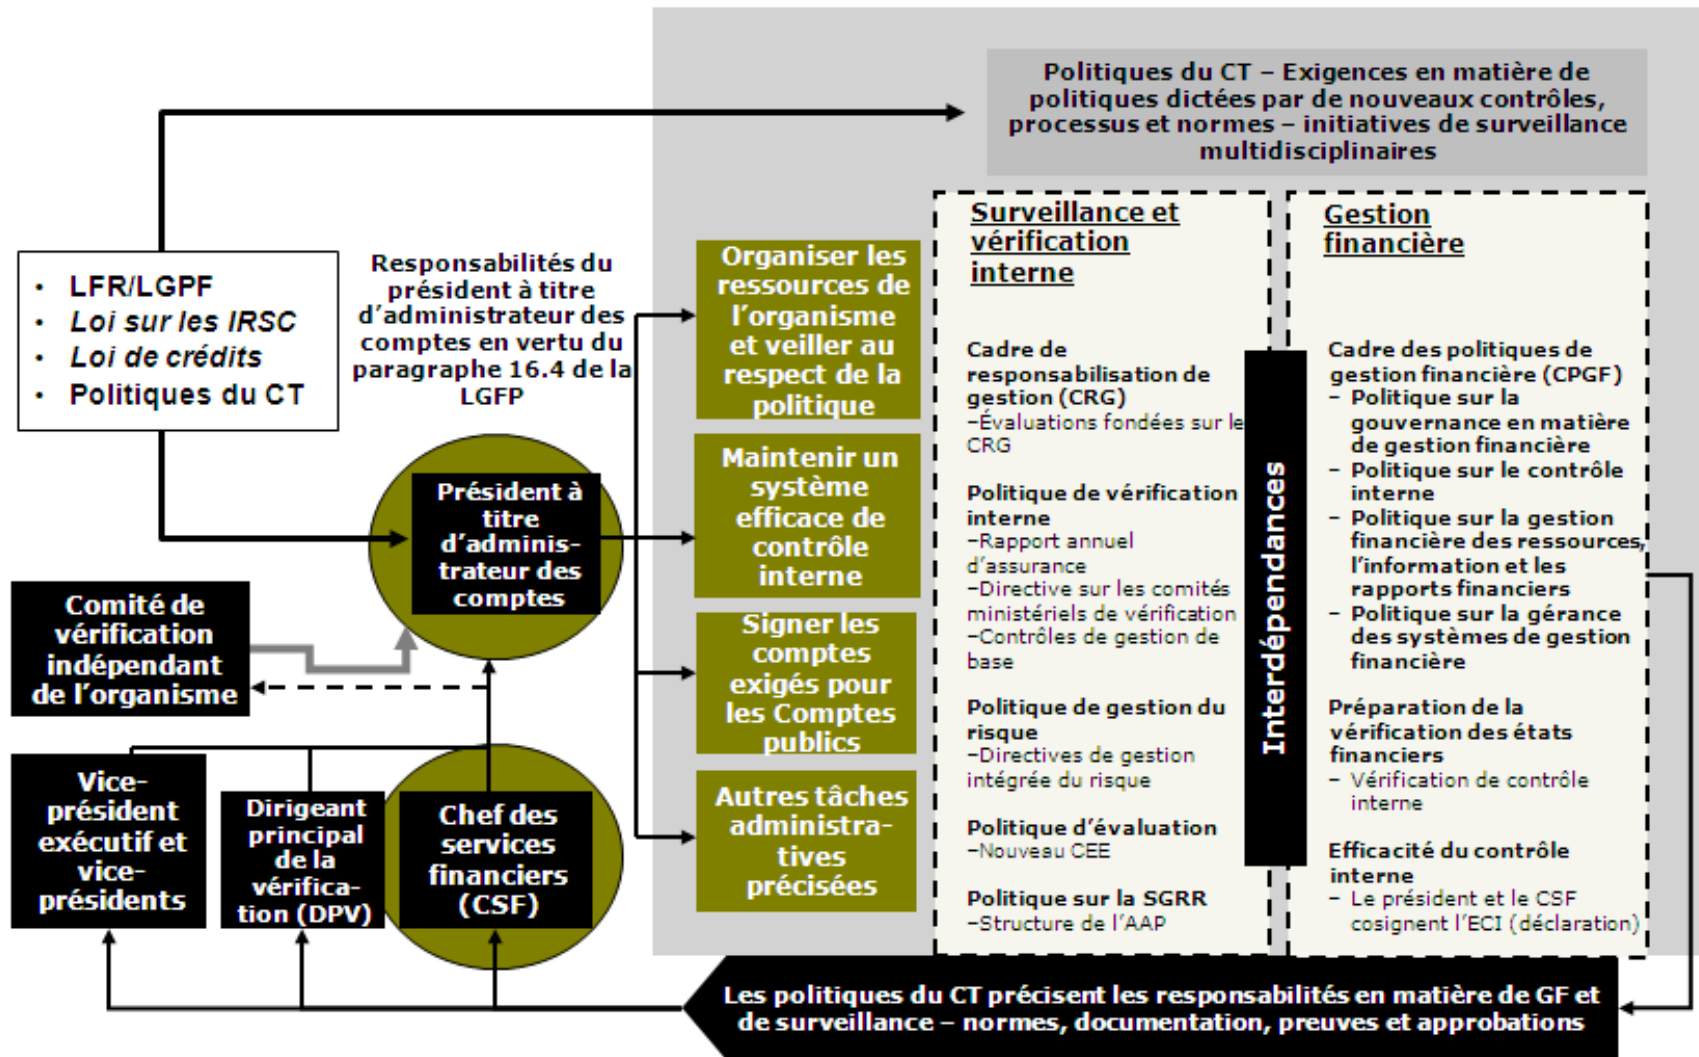 Politiques du CT – Exigences en matière de
politiques dictées par de nouveaux contrôles,
processus et normes – initiatives de surveillance
multidisciplinaires
• LFR/LGPF
• Loi sur les IRSC
• Loi de crédits
• Politiques du CT
Responsabilités du
président à titre
d’administrateur des
comptes en vertu du
paragraphe 16.4 de la
LGFP
Président à
titre
d’adminis-
trateur des
comptes
Comité de
vérification
indépendant
de l’organisme
Vice-
président
exécutif et
vice-
présidents
Dirigeant
principal
de la
vérifica-
tion (DPV)
Chef des
services
financiers
(CSF)
Organiser les
ressources de
l’organisme
et veiller au
respect de la
politique
Maintenir un
système
efficace de
contrôle
interne
Signer les
comptes
exigés pour
les Comptes
publics
Autres tâches
administra-
tives
précisées
Surveillance et
vérification
interne
Cadre de
responsabilisation de
gestion (CRG)
–Évaluations fondées sur le
CRG
Politique de vérification
interne
–Rapport annuel
d’assurance
–Directive sur les comités
ministériels de vérification
–Contrôles de gestion de
base
Politique de gestion du
risque
–Directives de gestion
intégrée du risque
Politique d’évaluation
–Nouveau CEE
Politique sur la SGRR
–Structure de l’AAP
Interdépendances
Gestion
financière
Cadre des politiques de
gestion financière (CPGF)
– Politique sur la
gouvernance en matière
de gestion financière
– Politique sur le contrôle
interne
– Politique sur la gestion
financière des ressources,
l’information et les
rapports financiers
– Politique sur la gérance
des systèmes de gestion
financière
Préparation de la
vérification des états
financiers
– Vérification de contrôle
interne
Efficacité du contrôle
interne
– Le président et le CSF
cosignent l’ECI (déclaration)
Les politiques du CT précisent les responsabilités en matière de GF et
de surveillance – normes, documentation, preuves et approbations